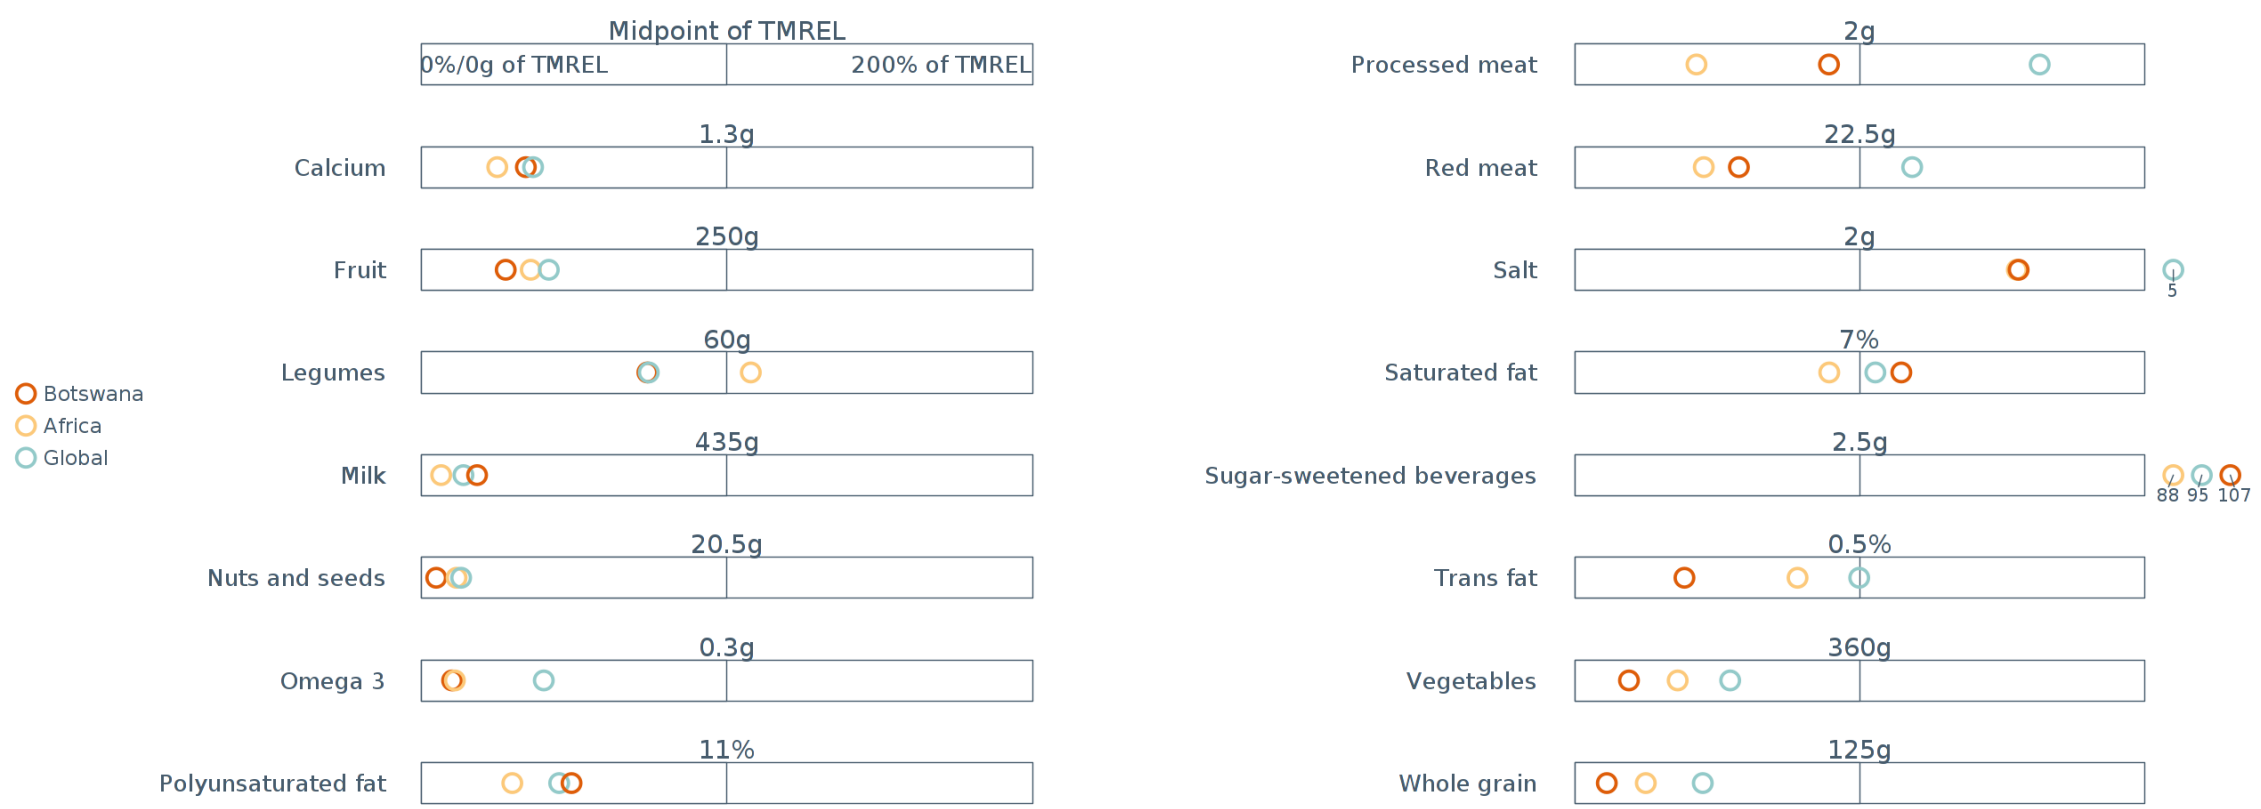 Midpoint of TMREL
0%/0g of TMREL
200% of TMREL
1.3g
Calcium
250g
Fruit
60g
Legumes
435g
Milk
20.5g
Nuts and seeds
0.3g
Omega 3
11%
Polyunsaturated fat
Botswana
Africa
Global
2g
Processed meat
22.5g
Red meat
2g
Salt
5
7%
Saturated fat
2.5g
Sugar-sweetened beverages
88 95 107
0.5%
Trans fat
360g
Vegetables
125g
Whole grain